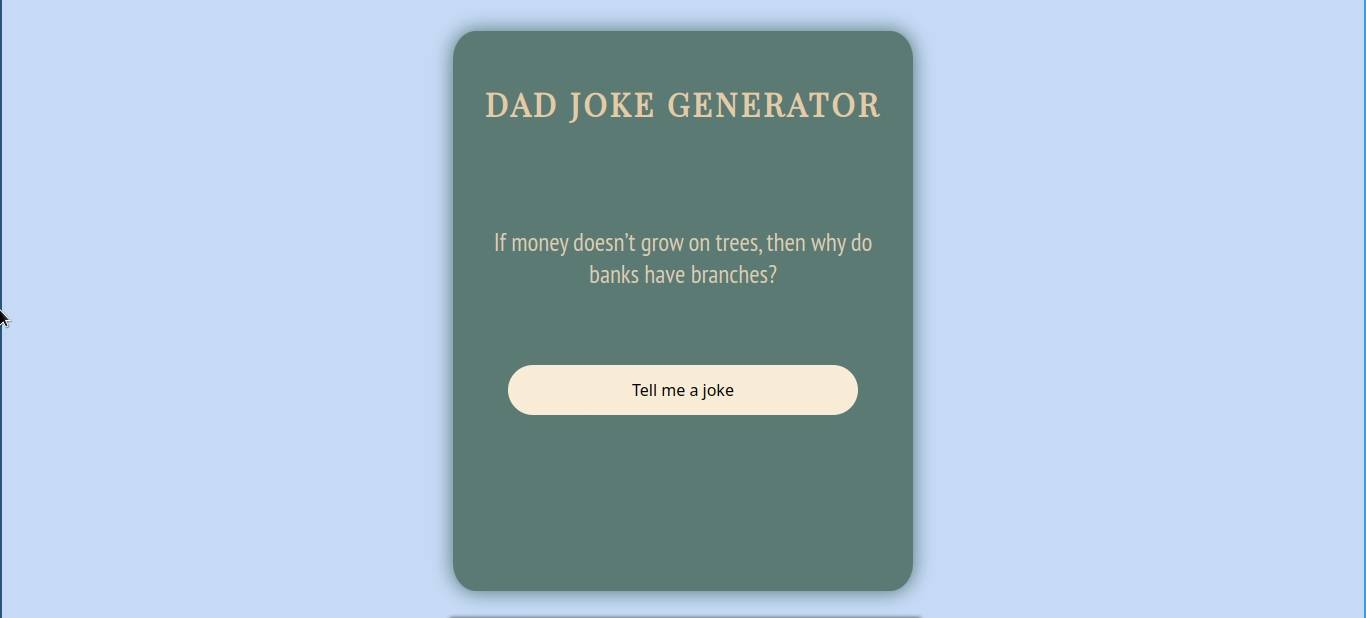 DAD JOKE GENERATOR
If money doesn’t grow on trees, then why do
banks have branches?
Tell me a joke